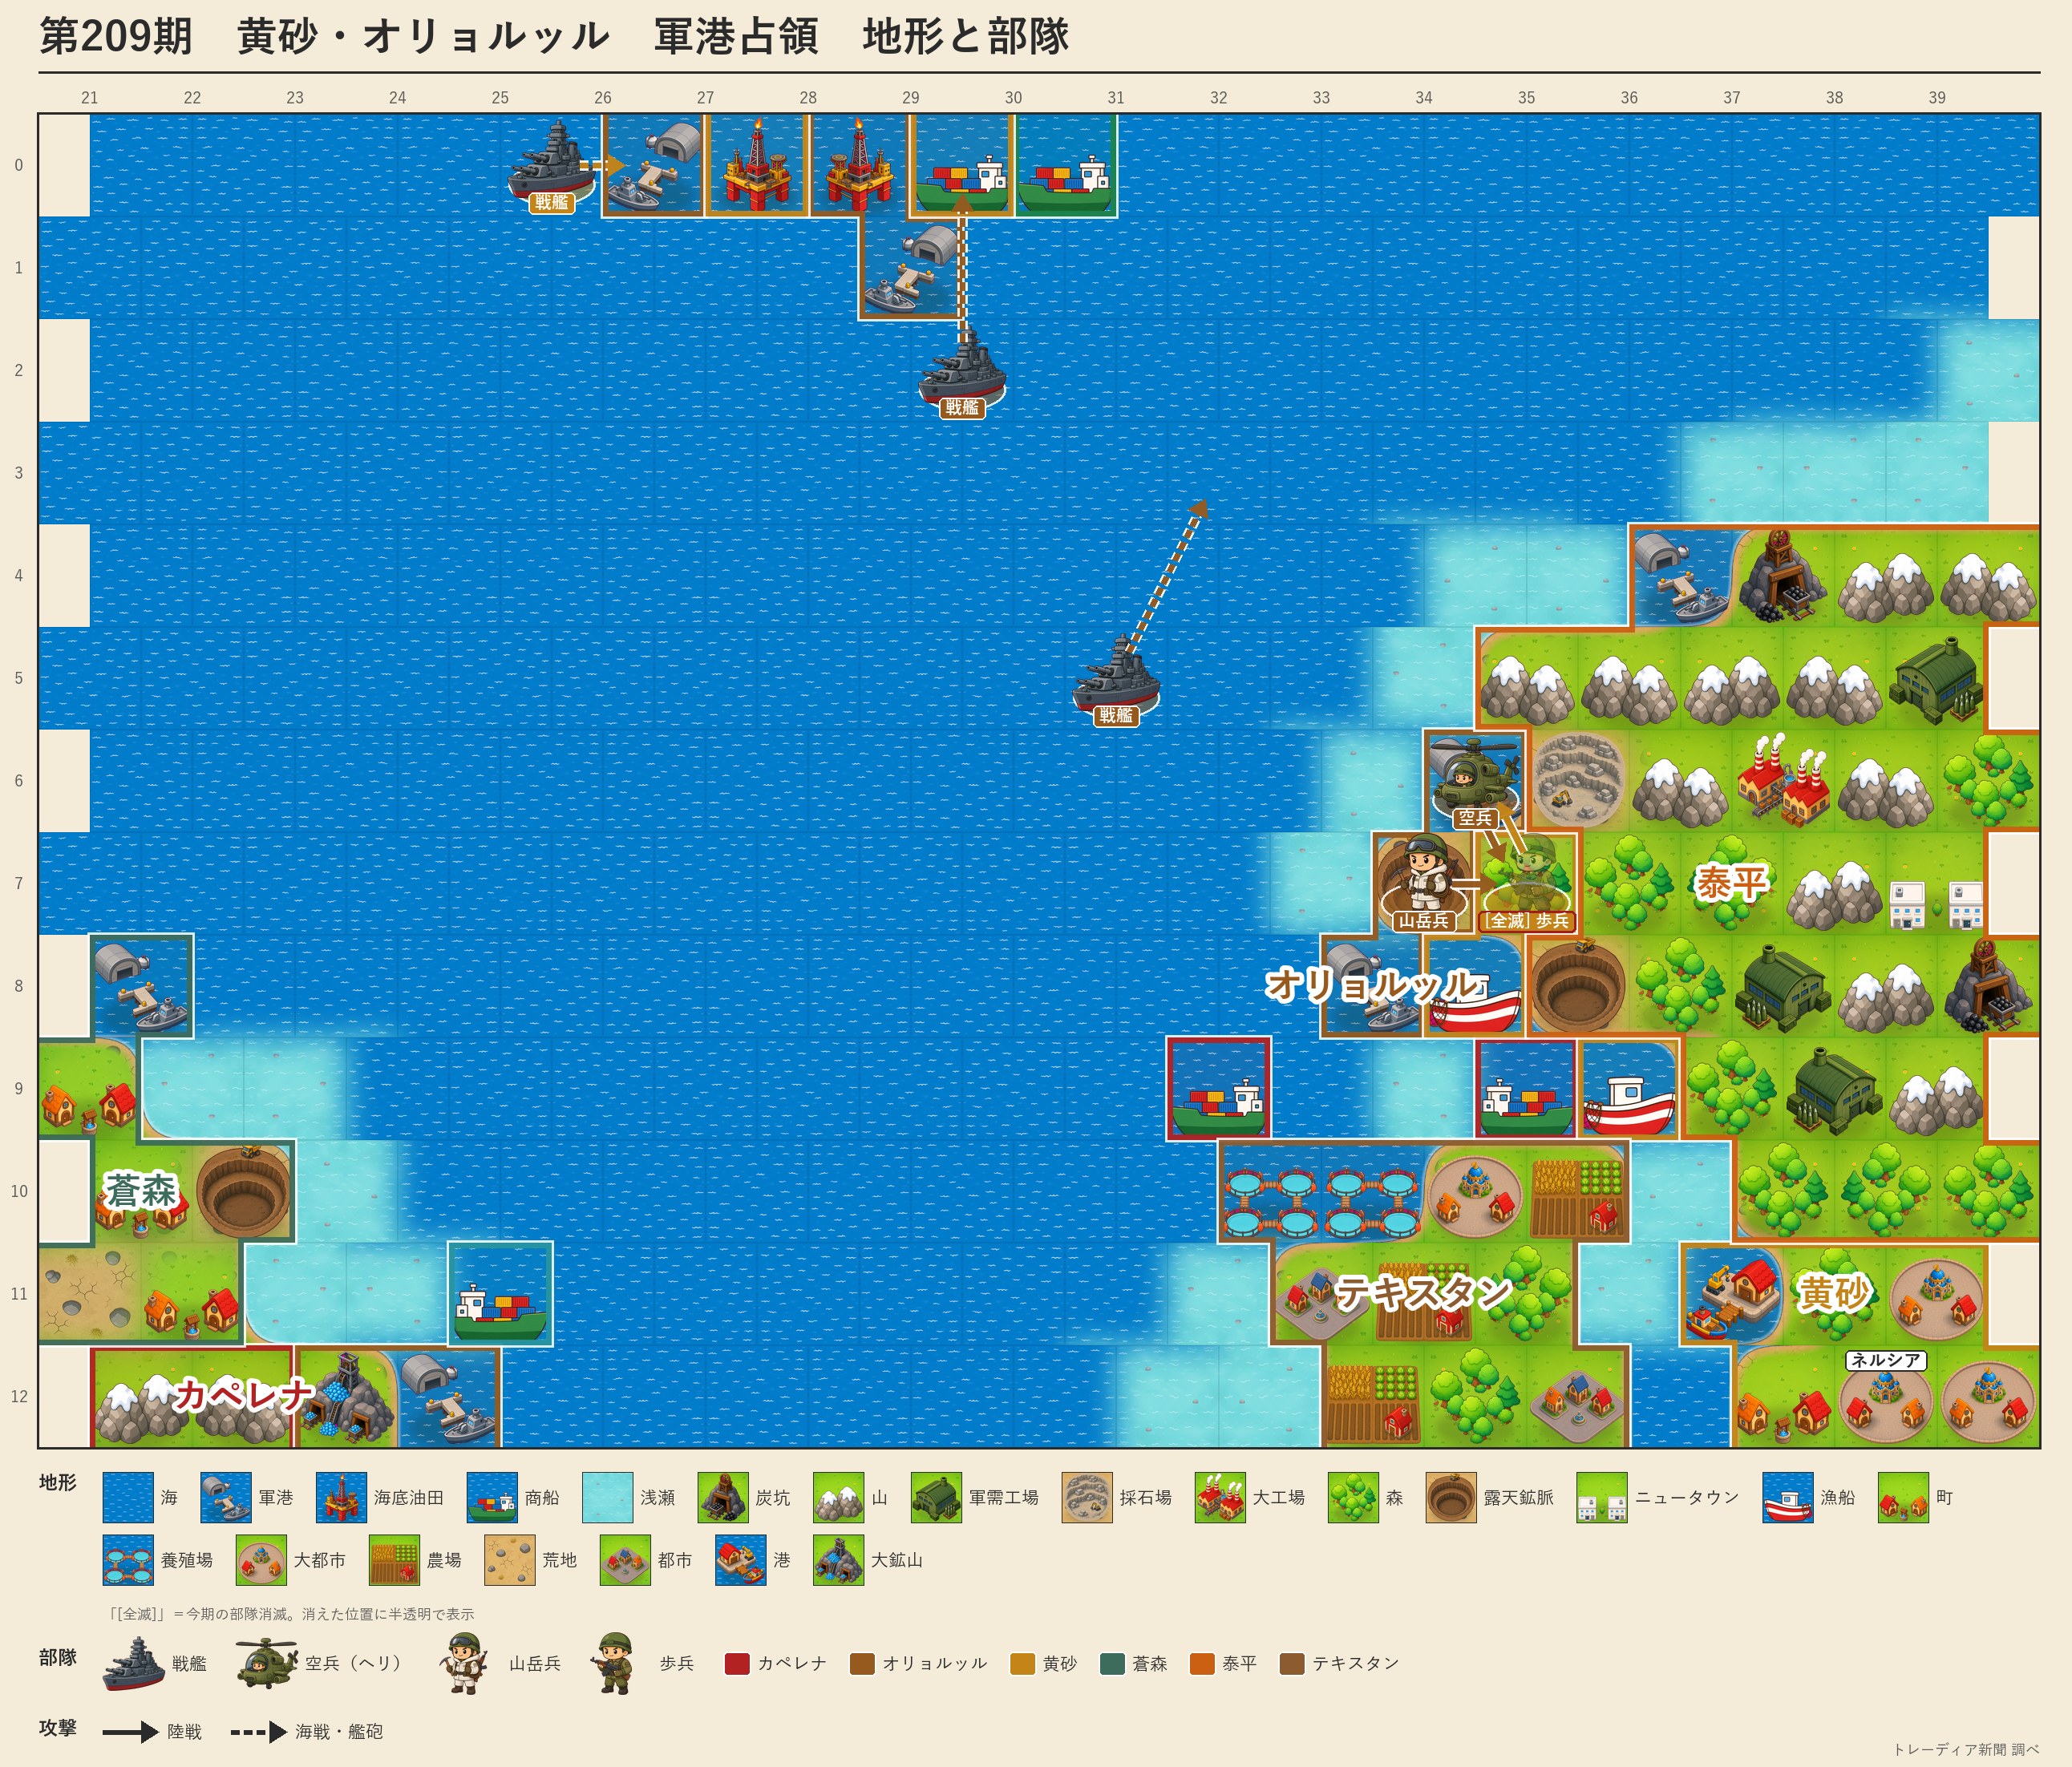 第209期　黄砂・オリョルッル　軍港占領　地形と部隊
21 22 23 24 25 26 27 28 29 30 31 32 33 34 35 36 37 38 39
0
戦艦
1
2
戦艦
3
4
5
戦艦
6
空兵
7
泰平
山岳兵
[全滅] 歩兵
8
オリョルッル
9
10
蒼森
11
テキスタン
黄砂
12
カペレナ
ネルシア
地形 海 軍港 海底油田 商船 浅瀬 炭坑 山 軍需工場 採石場 大工場 森 露天鉱脈 ニュータウン 漁船 町
養殖場 大都市 農場 荒地 都市 港 大鉱山
「[全滅]」＝今期の部隊消滅。消えた位置に半透明で表示
部隊 戦艦 空兵（ヘリ） 山岳兵 歩兵 カペレナ オリョルッル 黄砂 蒼森 泰平 テキスタン
攻撃 陸戦 海戦・艦砲
トレーディア新聞 調べ